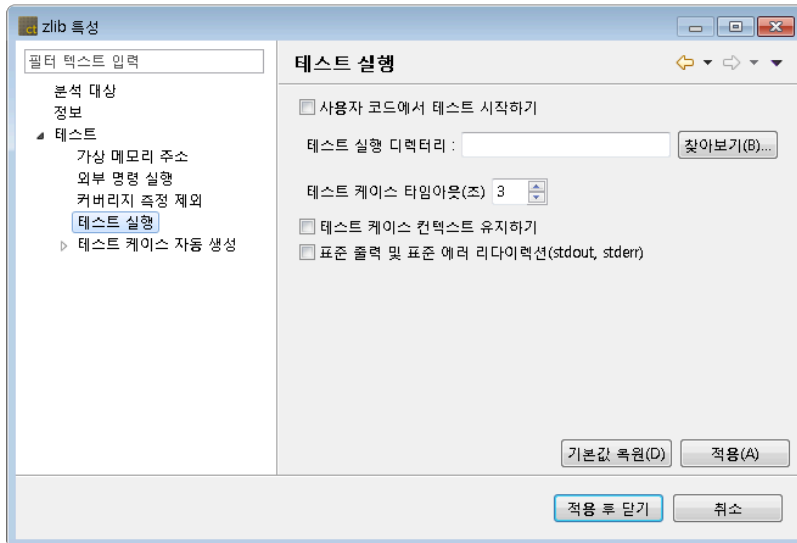 ct zlib 특성
필터 텍스트 입력
분석 대상
정보
테스트
가상 메모리 주소
외부 명령 실행
커버리지 측정 제외
테스트 실행
테스트 케이스 자동 생성
테스트 실행
사용자 코드에서 테스트 시작하기
테스트 실행 디렉터리 :
찾아보기(B)...
테스트 케이스 타임아웃(초) 3
테스트 케이스 컨텍스트 유지하기
표준 출력 및 표준 에러 리다이렉션(stdout, stderr)
기본값 복원(D)
적용(A)
적용 후 닫기
취소